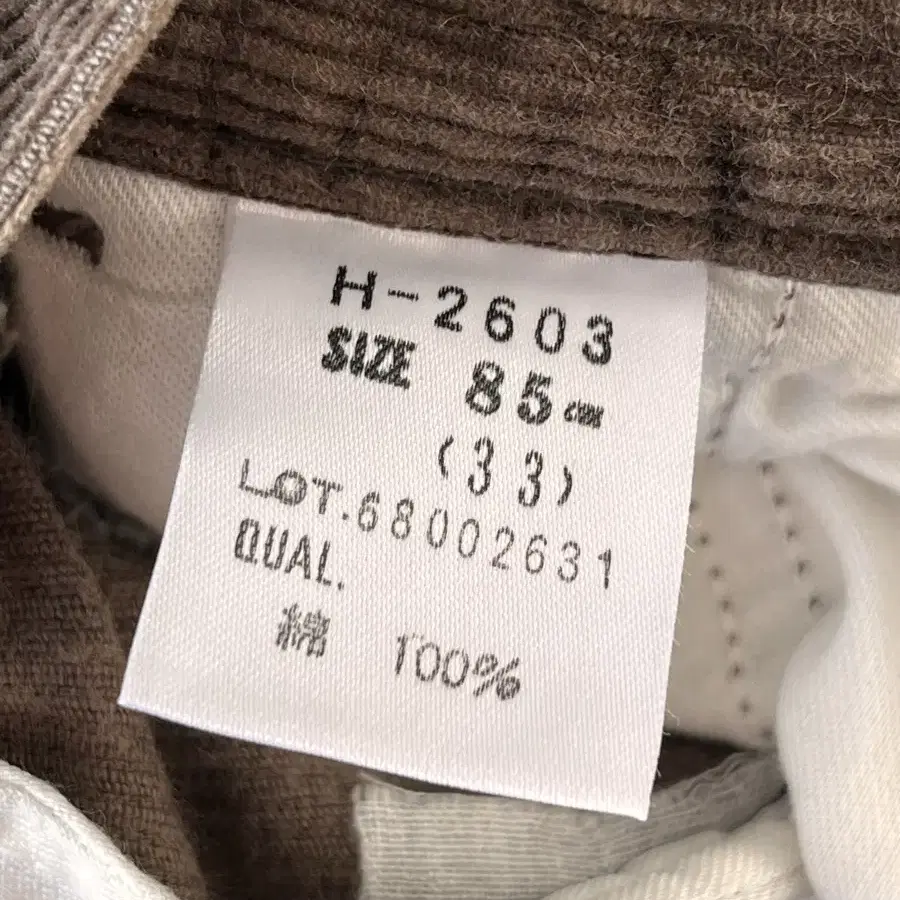 H-2603
SIZE 85cm
(33)
LOT.68002631
QUAL.
綿 100%